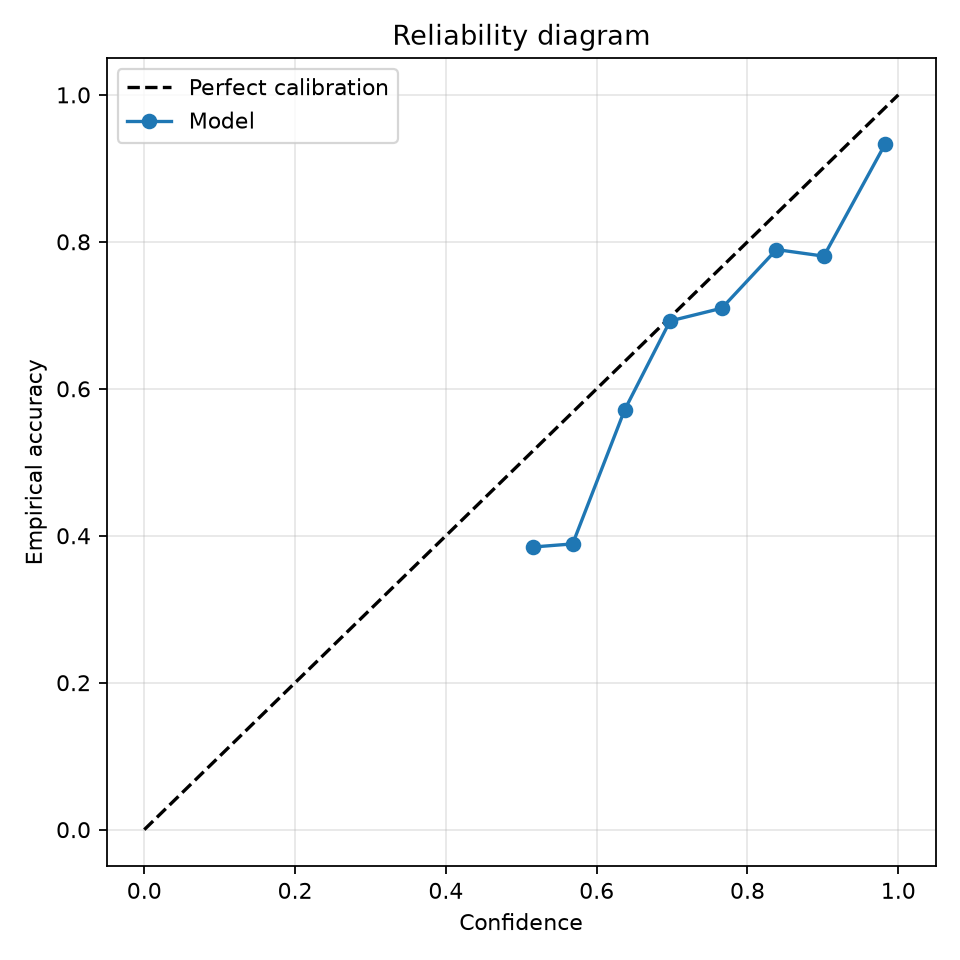 Reliability diagram
Perfect calibration
Model
1.0
0.8
0.6
0.4
0.2
0.0
Empirical accuracy
0.0 0.2 0.4 0.6 0.8 1.0
Confidence